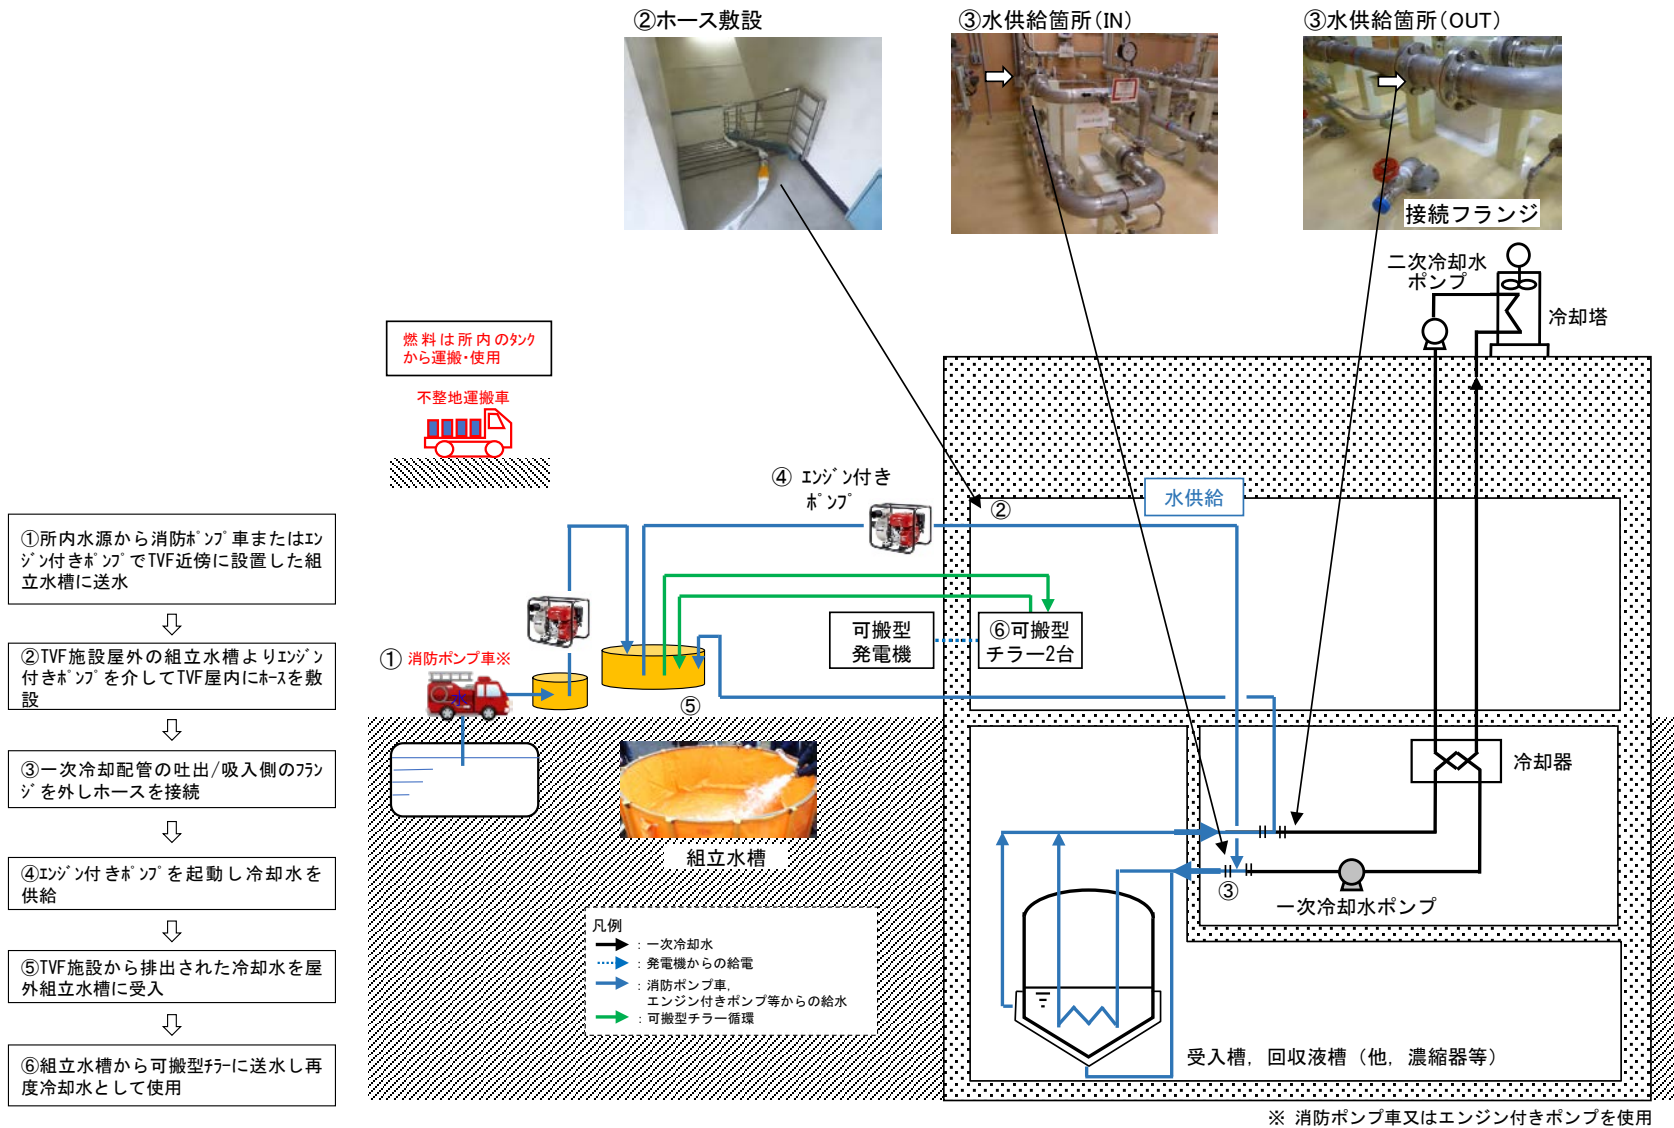 ②ホース敷設
③水供給箇所(IN)
③水供給箇所(OUT)
接続フランジ
二次冷却水
ポンプ
冷却塔
燃料は所内のﾀﾝｸ
から運搬・使用
不整地運搬車
④ ｴﾝｼﾞﾝ付き
ﾎﾟﾝﾌﾟ
水供給
②
①所内水源から消防ﾎﾟﾝﾌﾟ車またはｴﾝ
ｼﾞﾝ付きﾎﾟﾝﾌﾟでTVF近傍に設置した組
立水槽に送水
②TVF施設屋外の組立水槽よりｴﾝｼﾞﾝ
付きﾎﾟﾝﾌﾟを介してTVF屋内にﾎｰｽを敷
設
③一次冷却配管の吐出/吸入側のﾌﾗﾝ
ｼﾞを外しホースを接続
④ｴﾝｼﾞﾝ付きﾎﾟﾝﾌﾟを起動し冷却水を
供給
⑤TVF施設から排出された冷却水を屋
外組立水槽に受入
⑥組立水槽から可搬型ﾁﾗｰに送水し再
度冷却水として使用
① 消防ポンプ車※
水
可搬型
発電機
⑥可搬型
チラー2台
⑤
組立水槽
冷却器
③
一次冷却水ポンプ
凡例
：一次冷却水
：発電機からの給電
：消防ポンプ車,
エンジン付きポンプ等からの給水
：可搬型チラー循環
受入槽，回収液槽（他，濃縮器等）
※ 消防ポンプ車又はエンジン付きポンプを使用